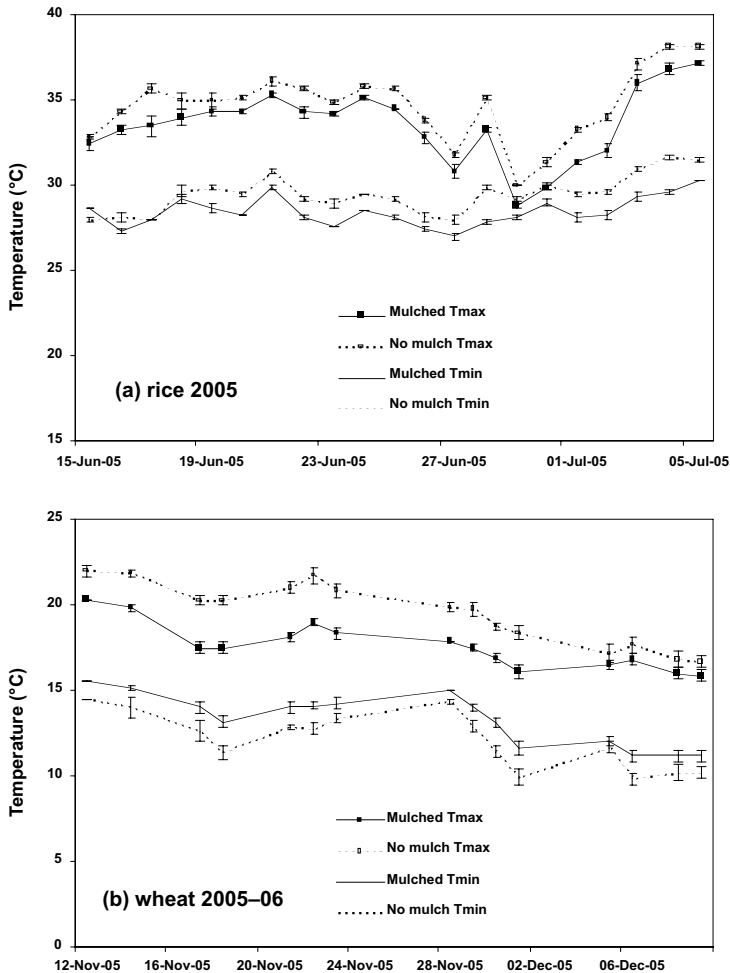 40
35
30
25
20
15
Temperature (°C)
Mulched Tmax
No mulch Tmax
Mulched Tmin
No mulch Tmin
(a) rice 2005
15-Jun-05 19-Jun-05 23-Jun-05 27-Jun-05 01-Jul-05 05-Jul-05
25
20
15
10
5
0
Temperature (°C)
Mulched Tmax
No mulch Tmax
Mulched Tmin
No mulch Tmin
(b) wheat 2005–06
12-Nov-05 16-Nov-05 20-Nov-05 24-Nov-05 28-Nov-05 02-Dec-05 06-Dec-05